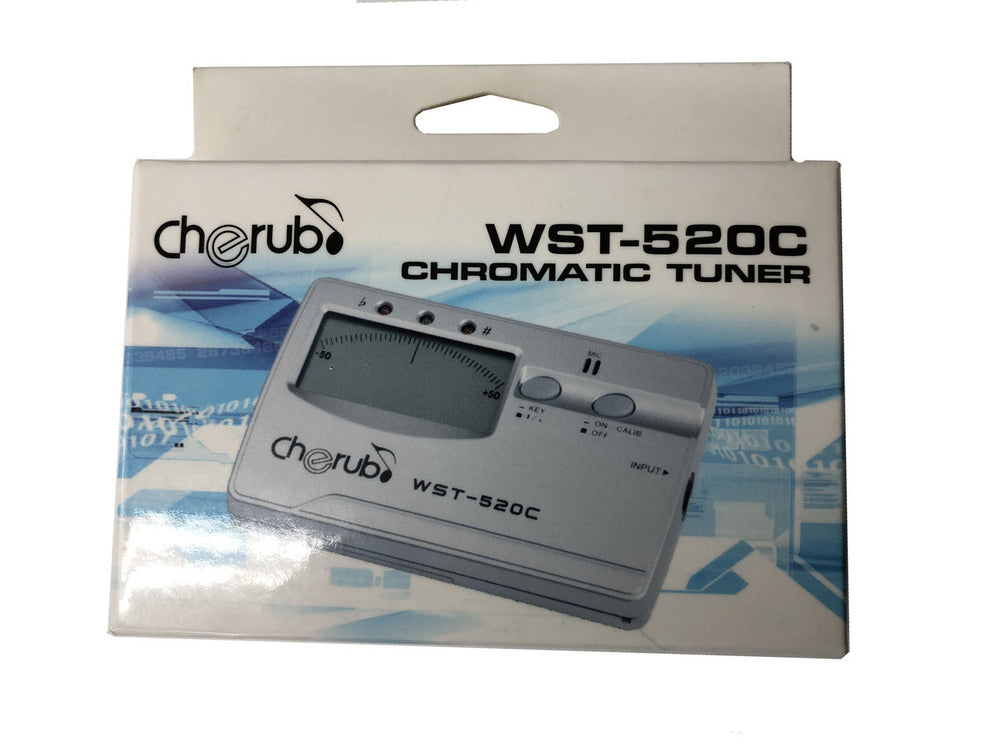 Cherub
WST-520C
CHROMATIC TUNER
♭ #
-50 +50
MIC
KEY
ON CALIB
OFF
INPUT ►
Cherub
WST-520C